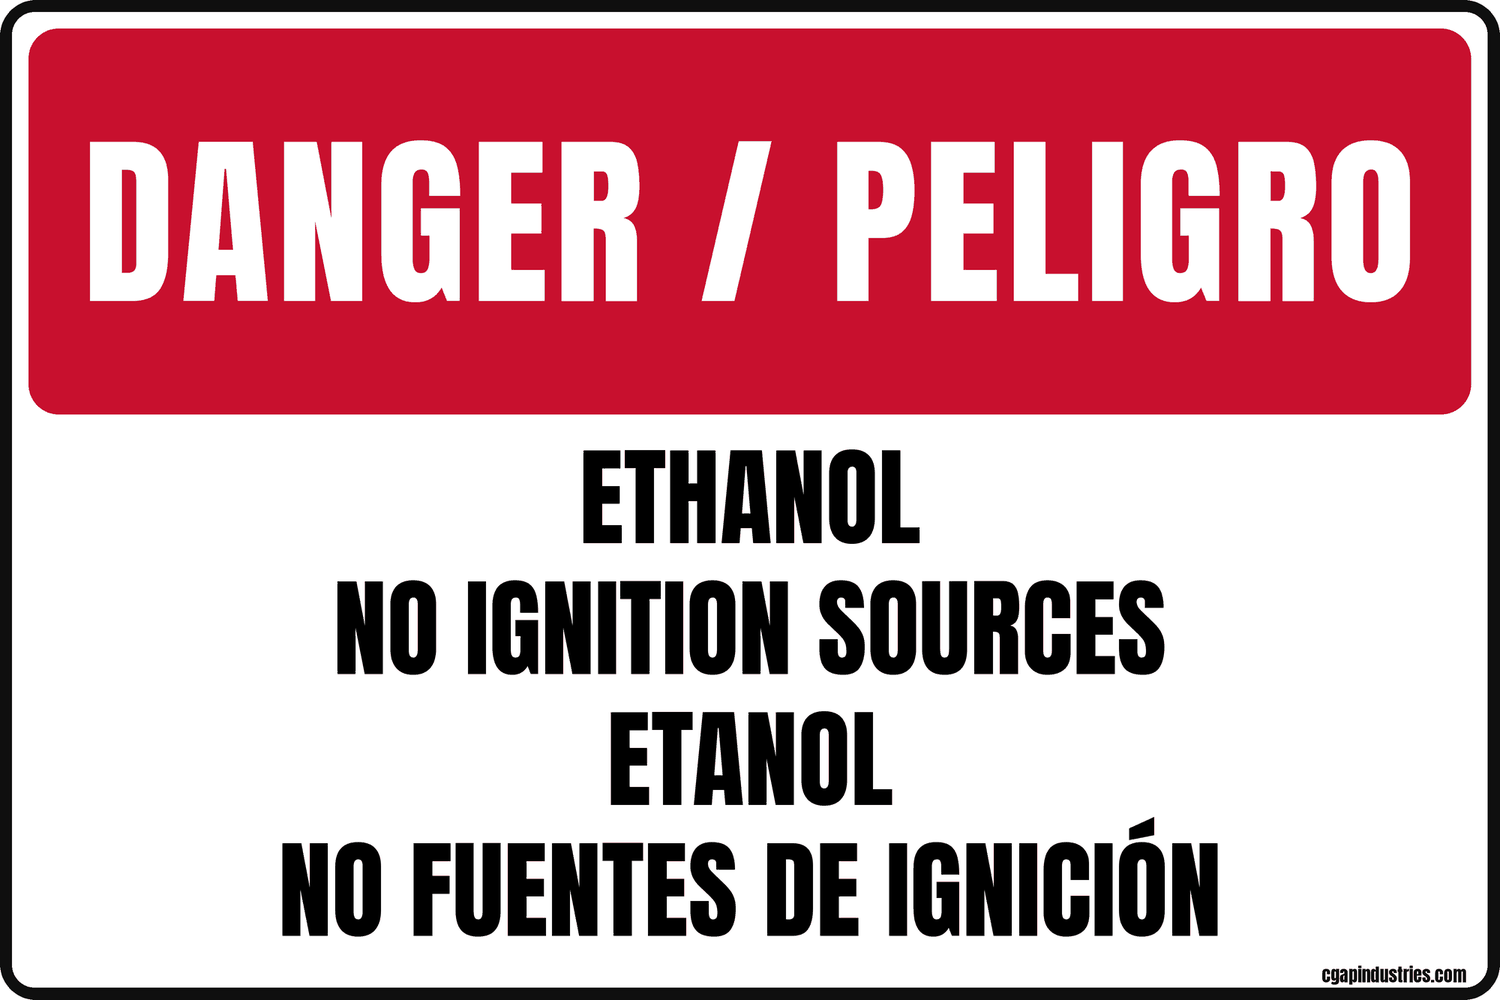 DANGER / PELIGRO
ETHANOL
NO IGNITION SOURCES
ETANOL
NO FUENTES DE IGNICIÓN
cgapindustries.com